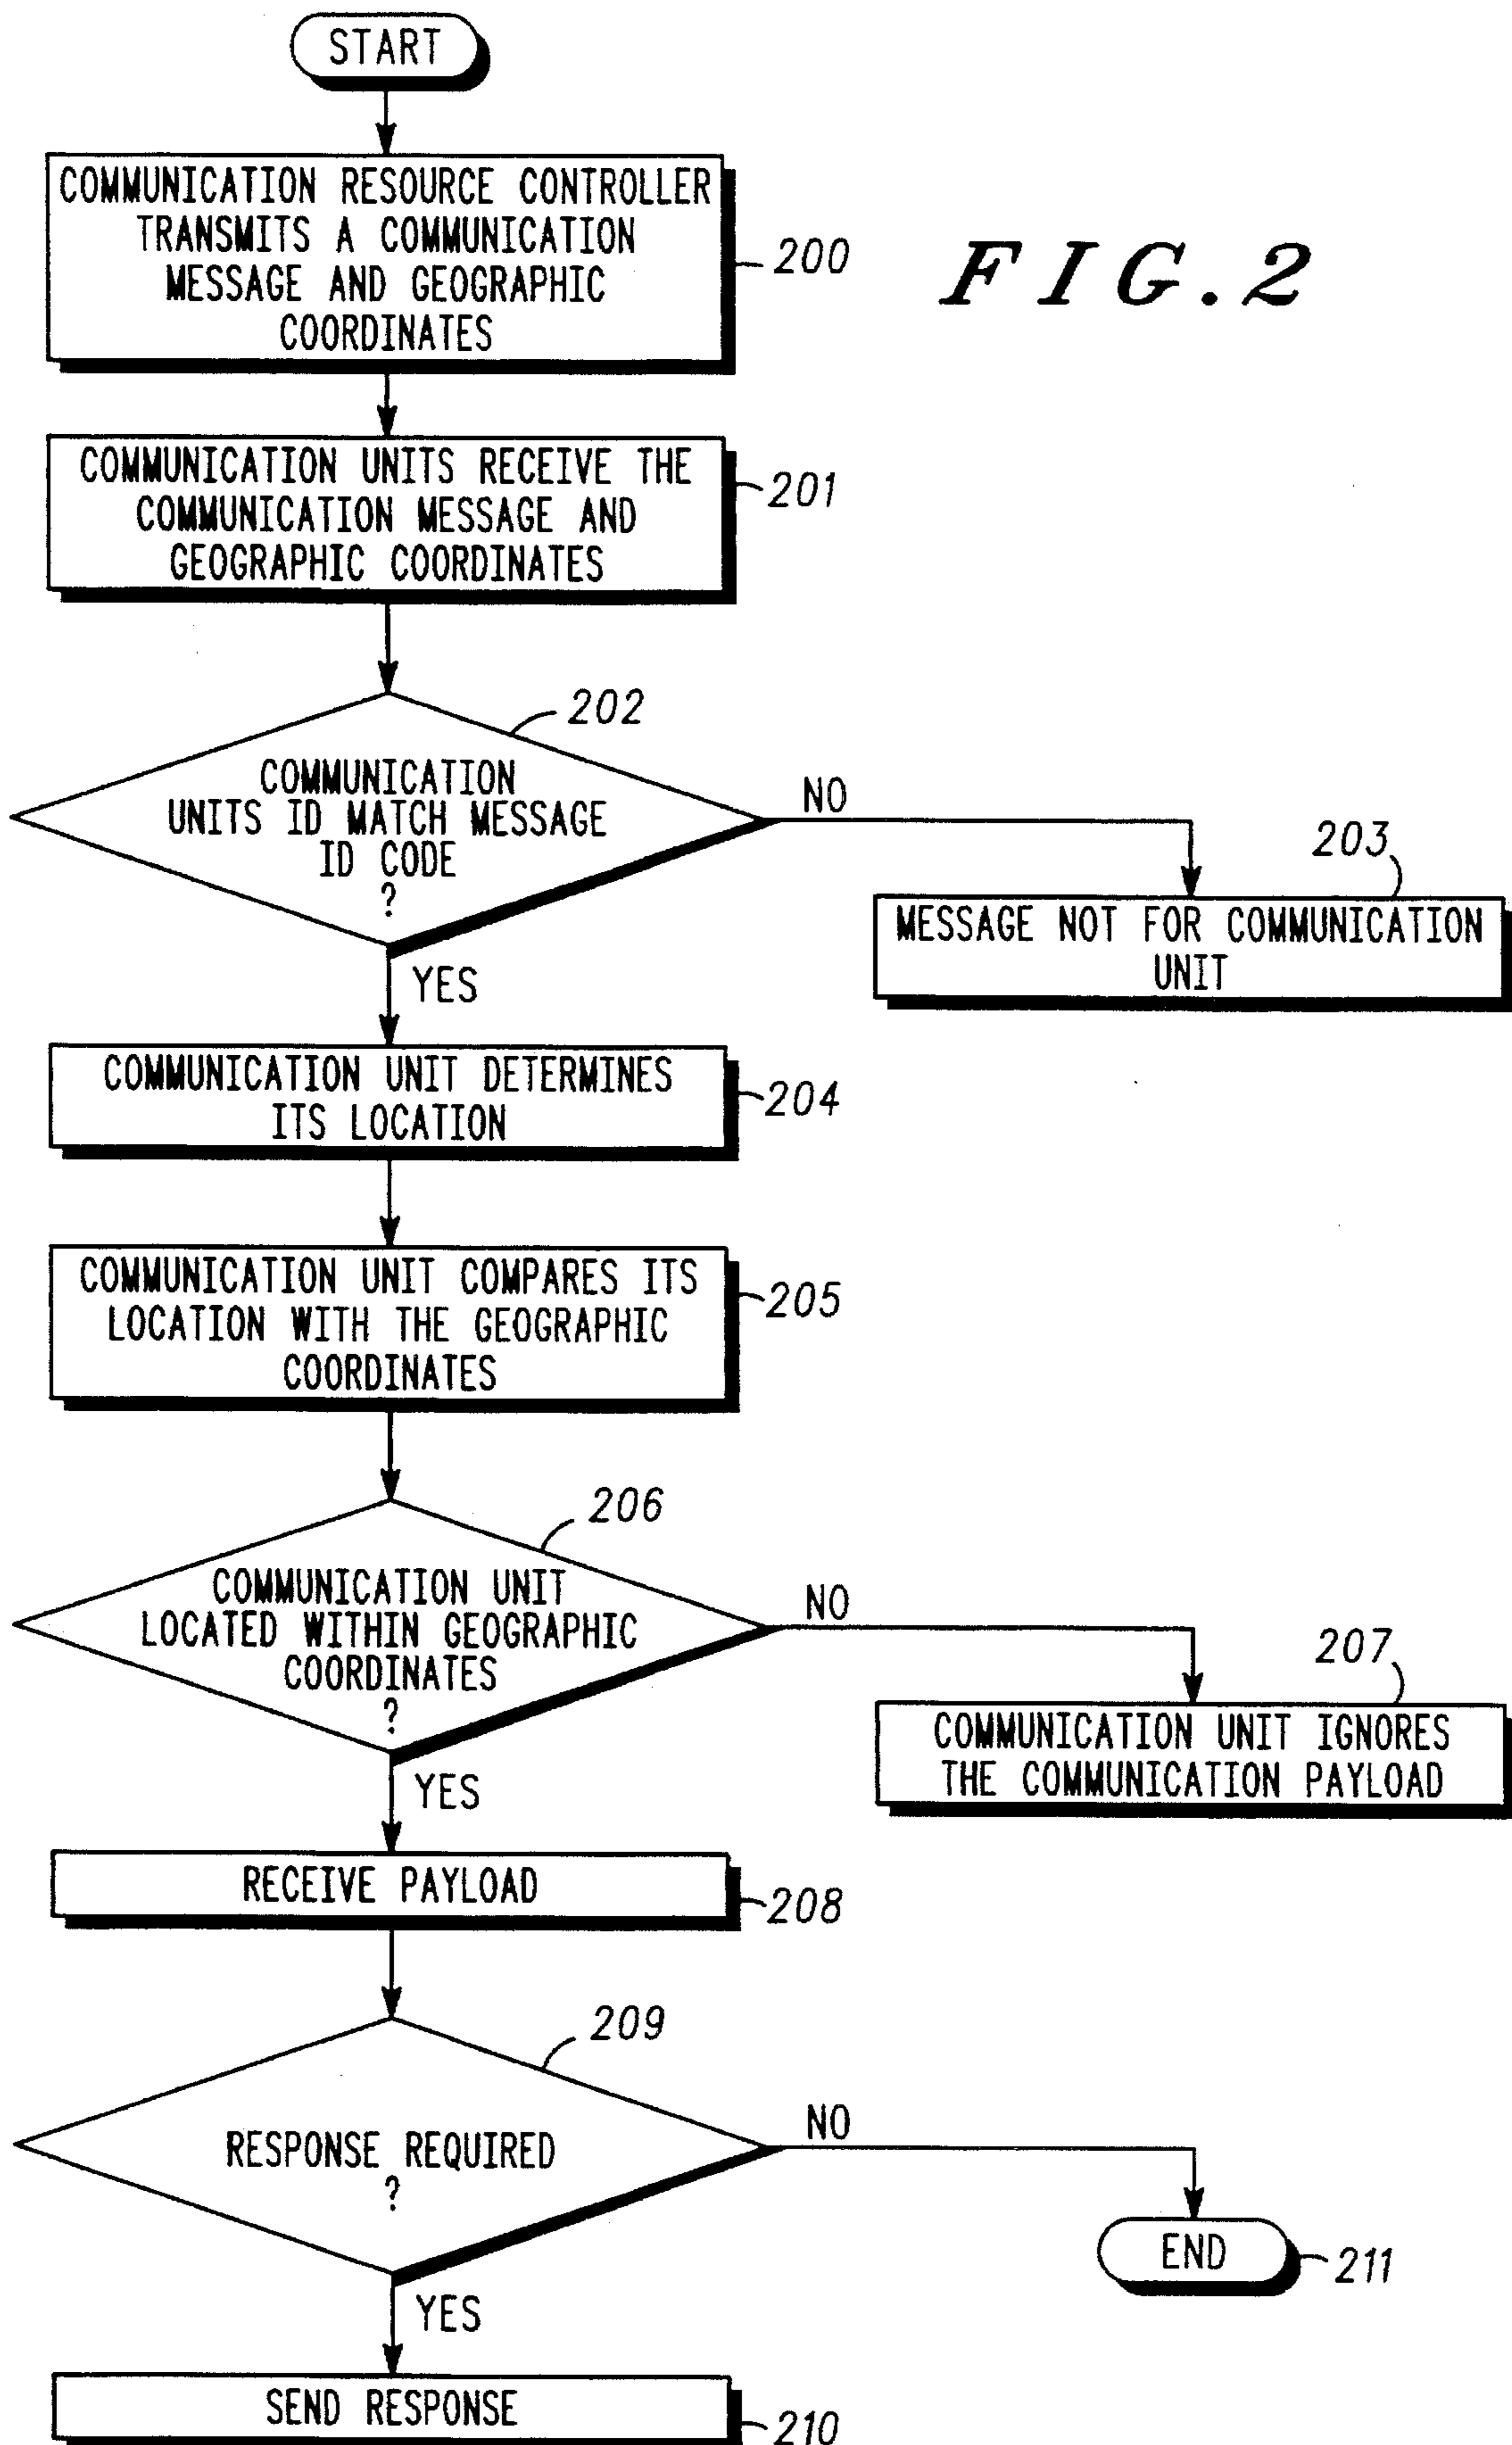 START
COMMUNICATION RESOURCE CONTROLLER
TRANSMITS A COMMUNICATION
MESSAGE AND GEOGRAPHIC
COORDINATES
200
FIG.2
COMMUNICATION UNITS RECEIVE THE
COMMUNICATION MESSAGE AND
GEOGRAPHIC COORDINATES
201
202
COMMUNICATION
UNITS ID MATCH MESSAGE
ID CODE
?
NO
203
MESSAGE NOT FOR COMMUNICATION
UNIT
YES
COMMUNICATION UNIT DETERMINES
ITS LOCATION
204
COMMUNICATION UNIT COMPARES ITS
LOCATION WITH THE GEOGRAPHIC
COORDINATES
205
206
COMMUNICATION UNIT
LOCATED WITHIN GEOGRAPHIC
COORDINATES
?
NO
207
COMMUNICATION UNIT IGNORES
THE COMMUNICATION PAYLOAD
YES
RECEIVE PAYLOAD
208
209
RESPONSE REQUIRED
?
NO
END
211
YES
SEND RESPONSE
210